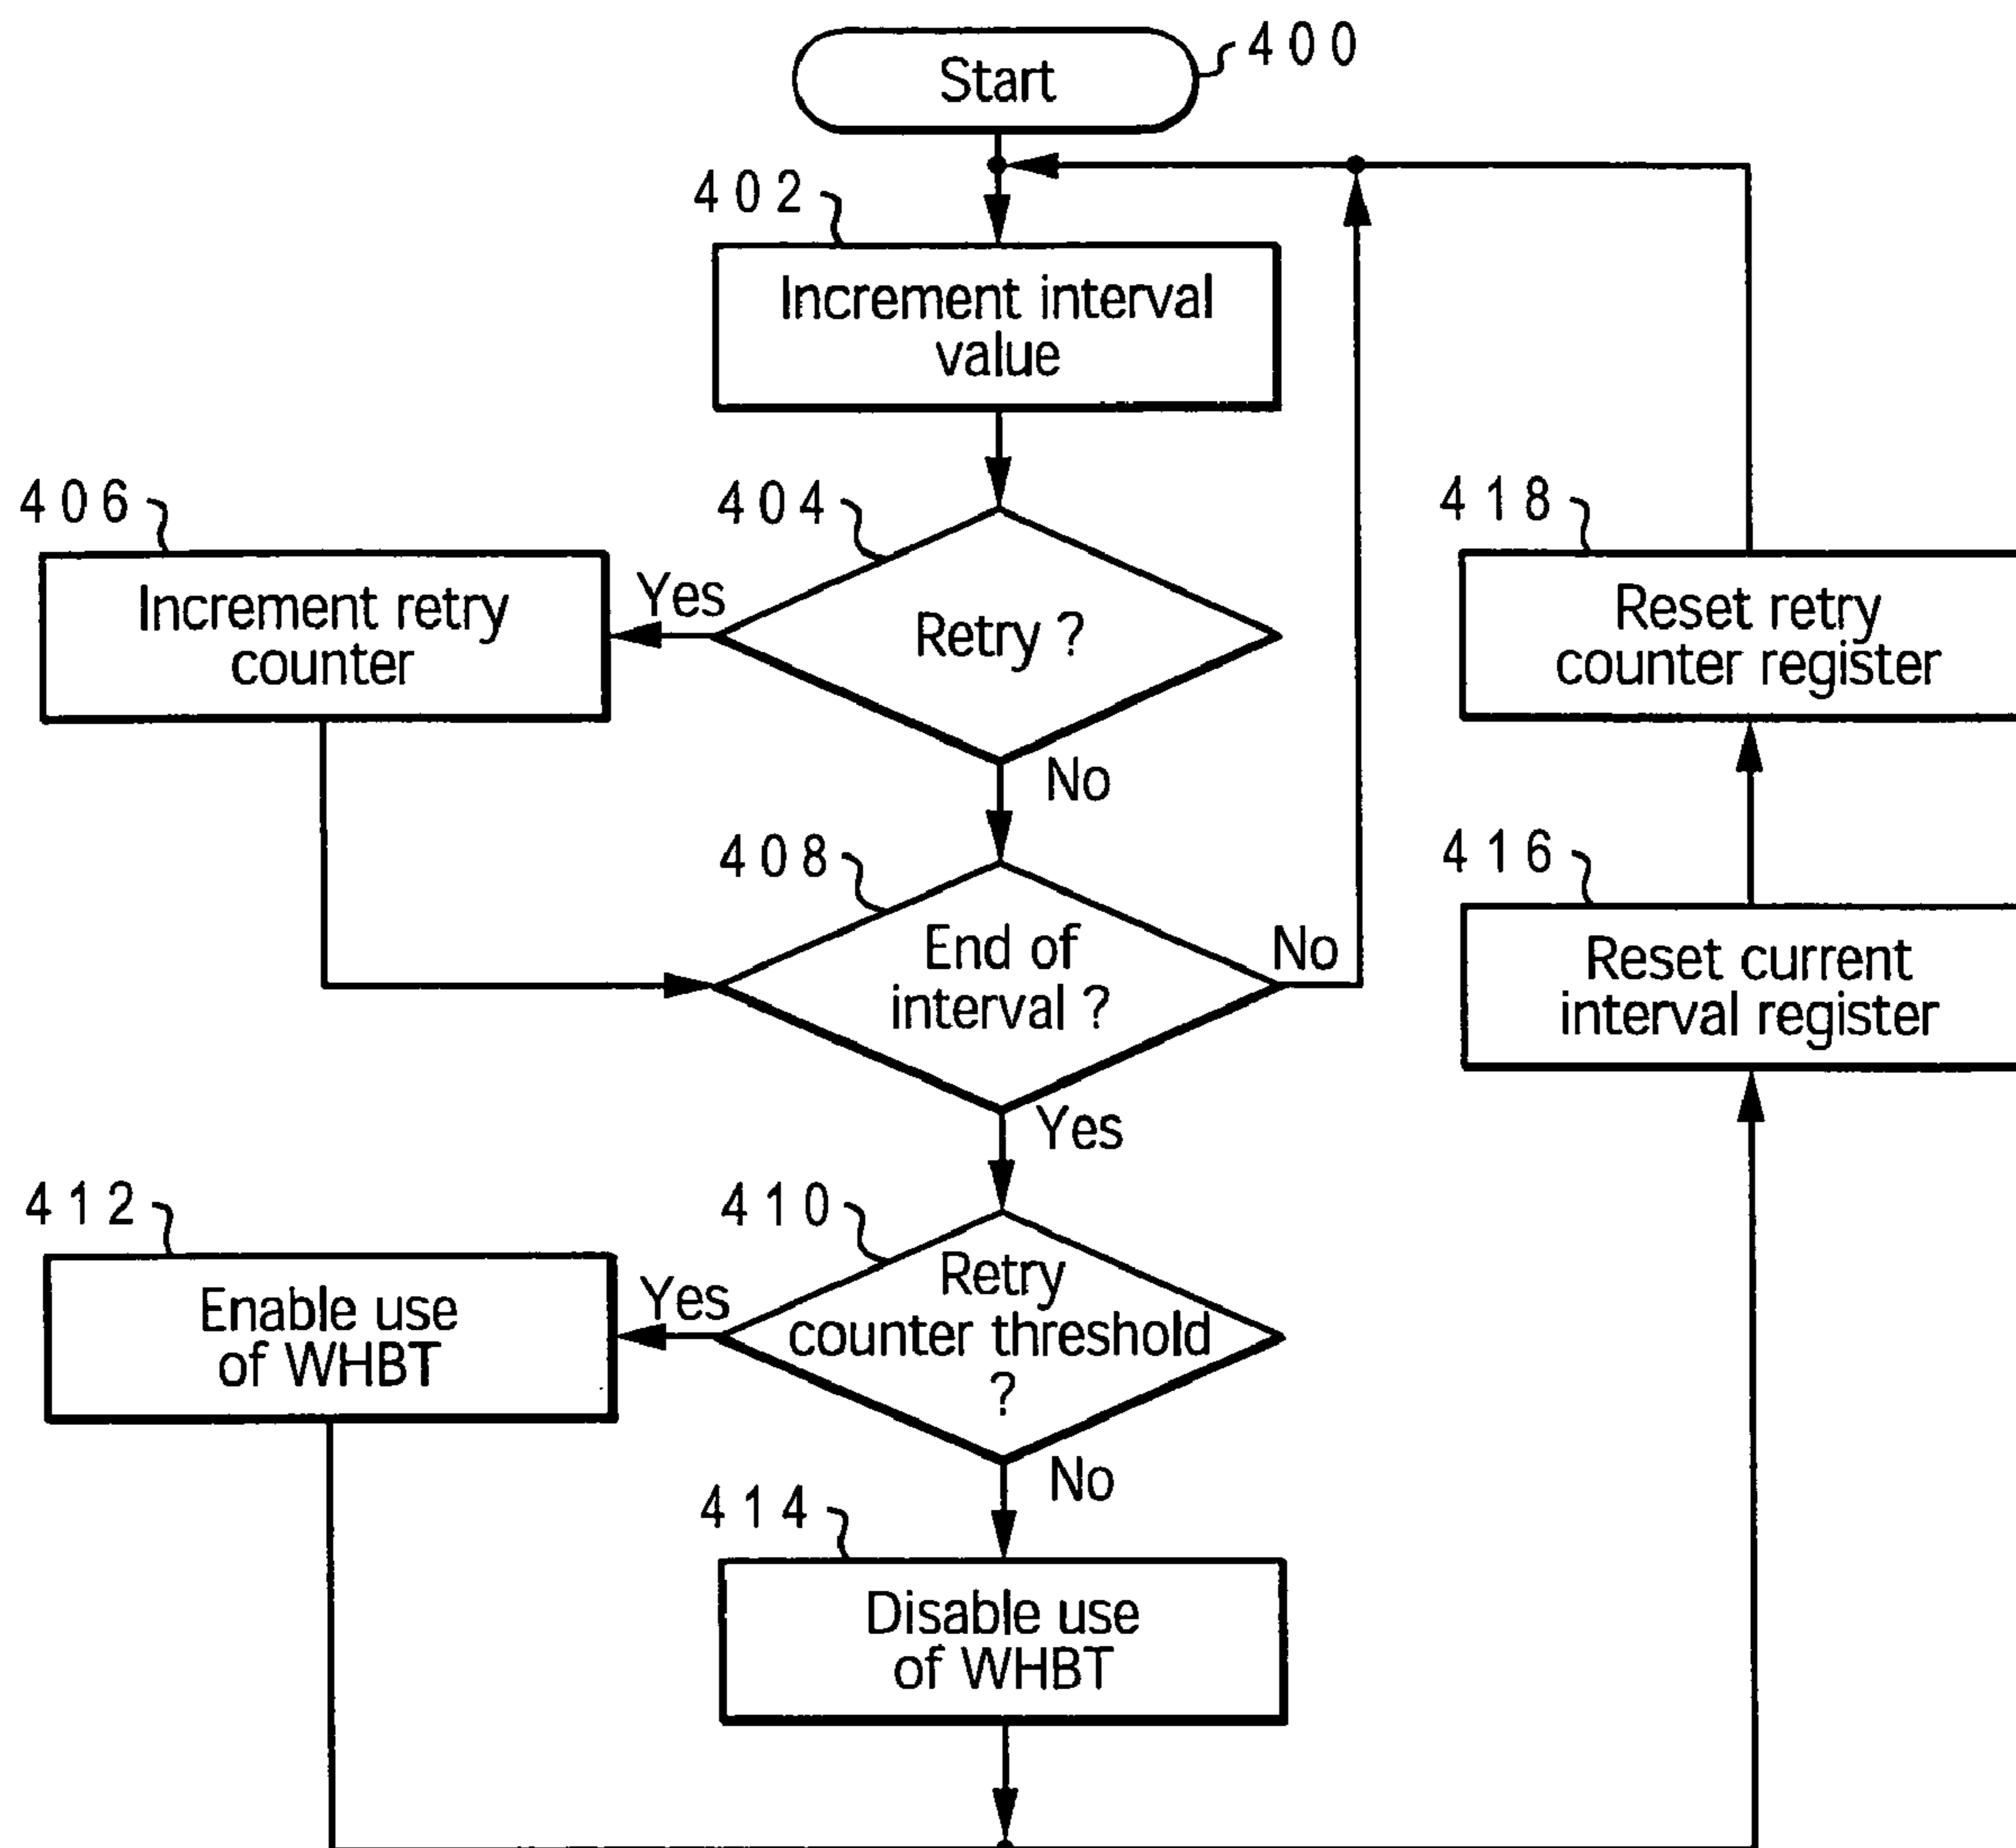 Start
400
402
Increment interval
value
406
404
418
Increment retry
counter
Yes
Retry ?
Reset retry
counter register
No
408
416
End of
interval ?
No
Reset current
interval register
Yes
412
410
Enable use
of WHBT
Yes
Retry
counter threshold
?
No
414
Disable use
of WHBT